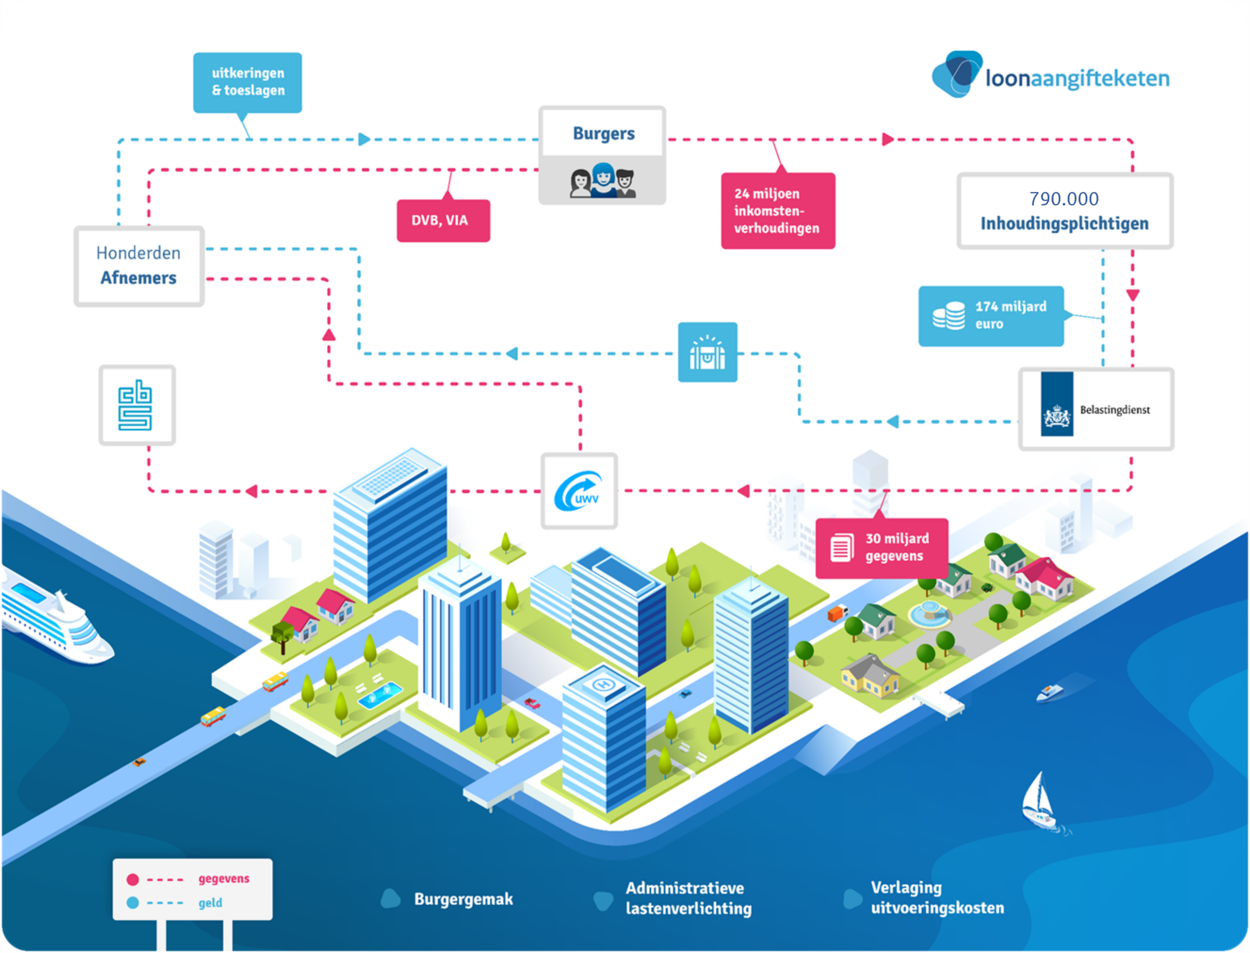 uitkeringen
& toeslagen
loonaangifteketen
Burgers
24 miljoen
inkomsten-
verhoudingen
DVB, VIA
790.000
Inhoudingsplichtigen
Honderden
Afnemers
174 miljard
euro
cbs
Belastingdienst
uwv
30 miljard
gegevens
H
gegevens
geld
Burgergemak
Administratieve
lastenverlichting
Verlaging
uitvoeringskosten